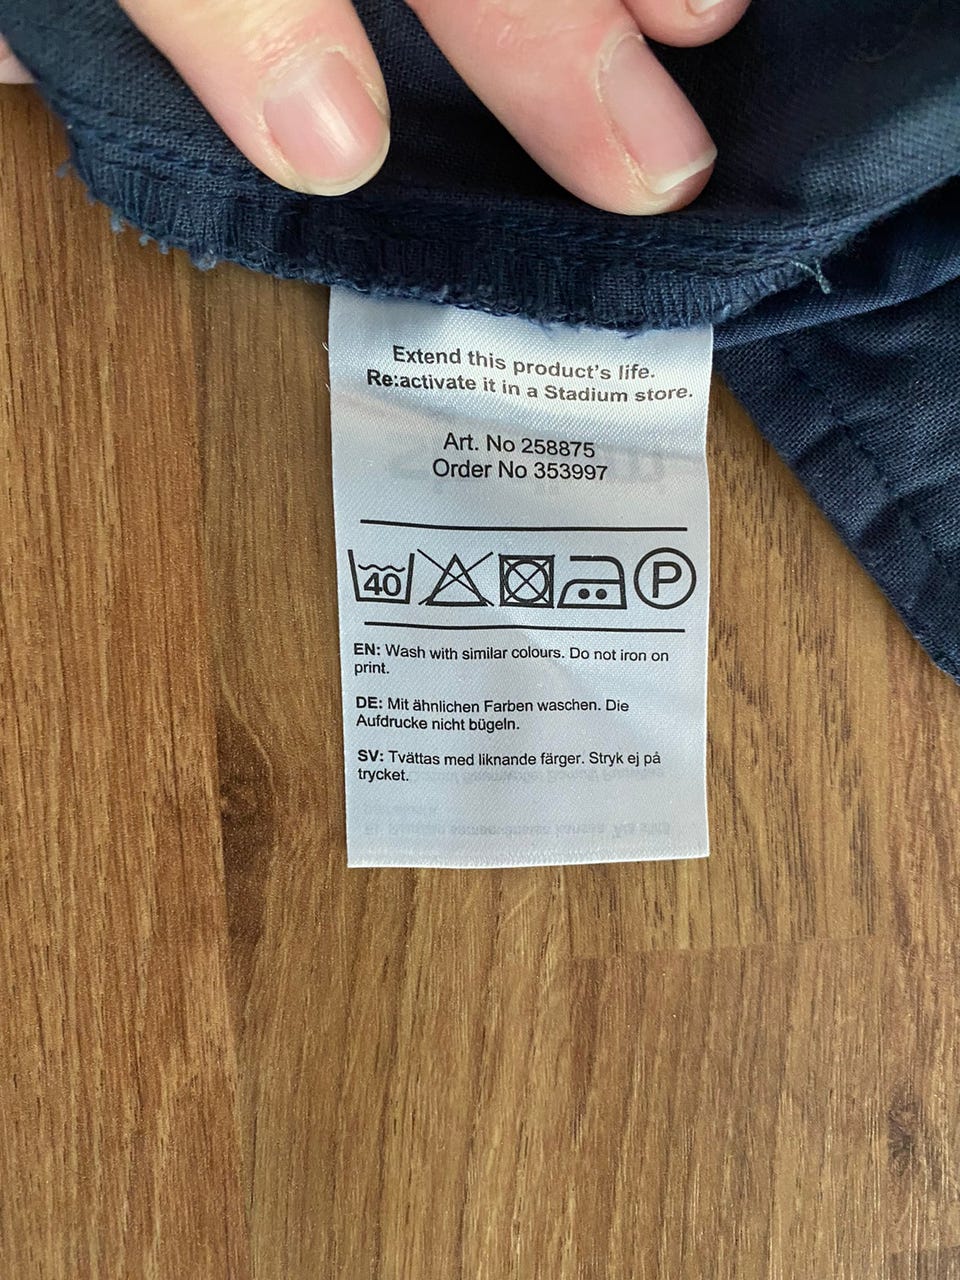 Extend this product's life.
Re:activate it in a Stadium store.
Art. No 258875
Order No 353997
40
P
EN: Wash with similar colours. Do not iron on
print.
DE: Mit ähnlichen Farben waschen. Die
Aufdrucke nicht bügeln.
SV: Tvättas med liknande färger. Stryk ej på
trycket.